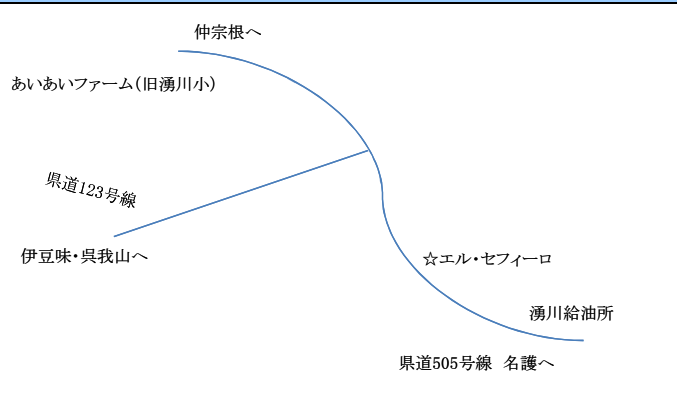 仲宗根へ
あいあいファーム(旧湧川小)
県道123号線
伊豆味・呉我山へ
☆エル・セフィーロ
湧川給油所
県道505号線 名護へ